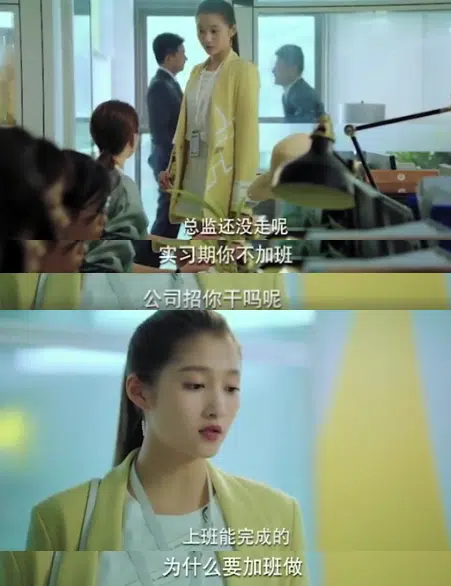 总监还没走呢
实习期你不加班
公司招你干吗呢
上班能完成的
为什么要加班做